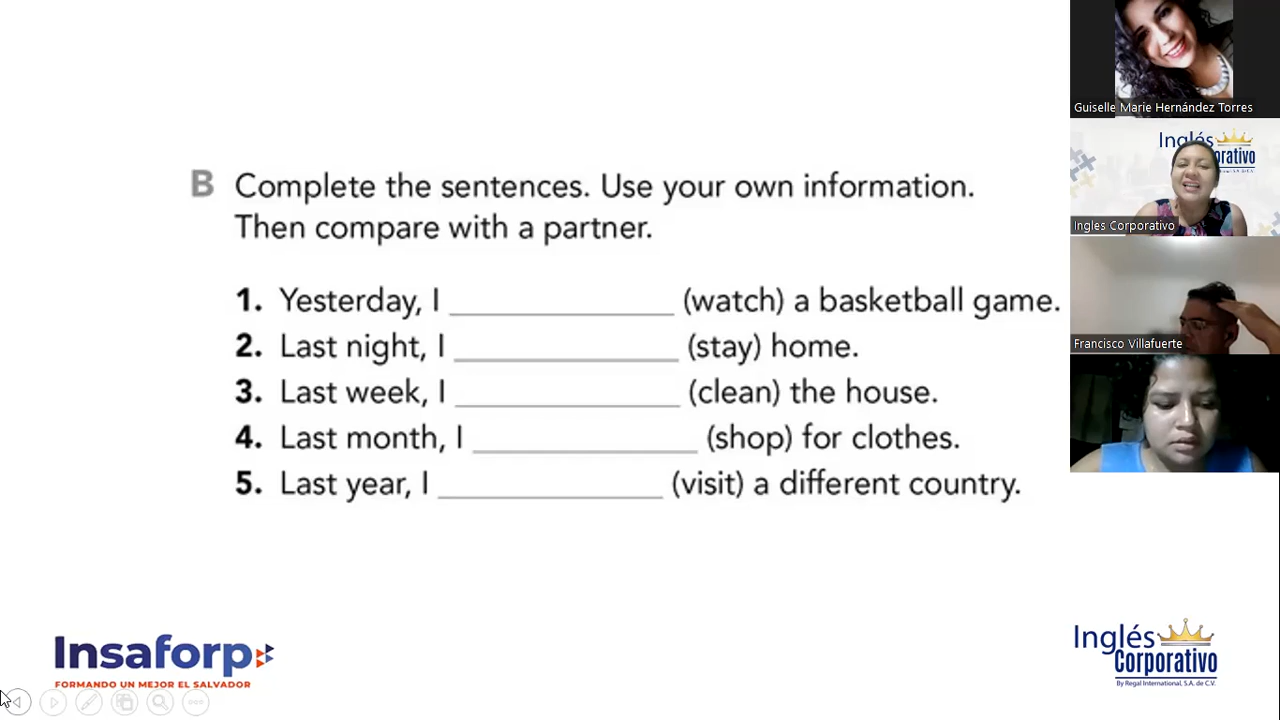 B Complete the sentences. Use your own information.
Then compare with a partner.
1. Yesterday, I ______________ (watch) a basketball game.
2. Last night, I ______________ (stay) home.
3. Last week, I ______________ (clean) the house.
4. Last month, I ______________ (shop) for clothes.
5. Last year, I ______________ (visit) a different country.
Insaforp
FORMANDO UN MEJOR EL SALVADOR
Inglés
Corporativo
By Regal International, S.A. de C.V.
Guiselle Marie Hernández Torres
Inglés
Ingles Corporativo
Francisco Villafuerte